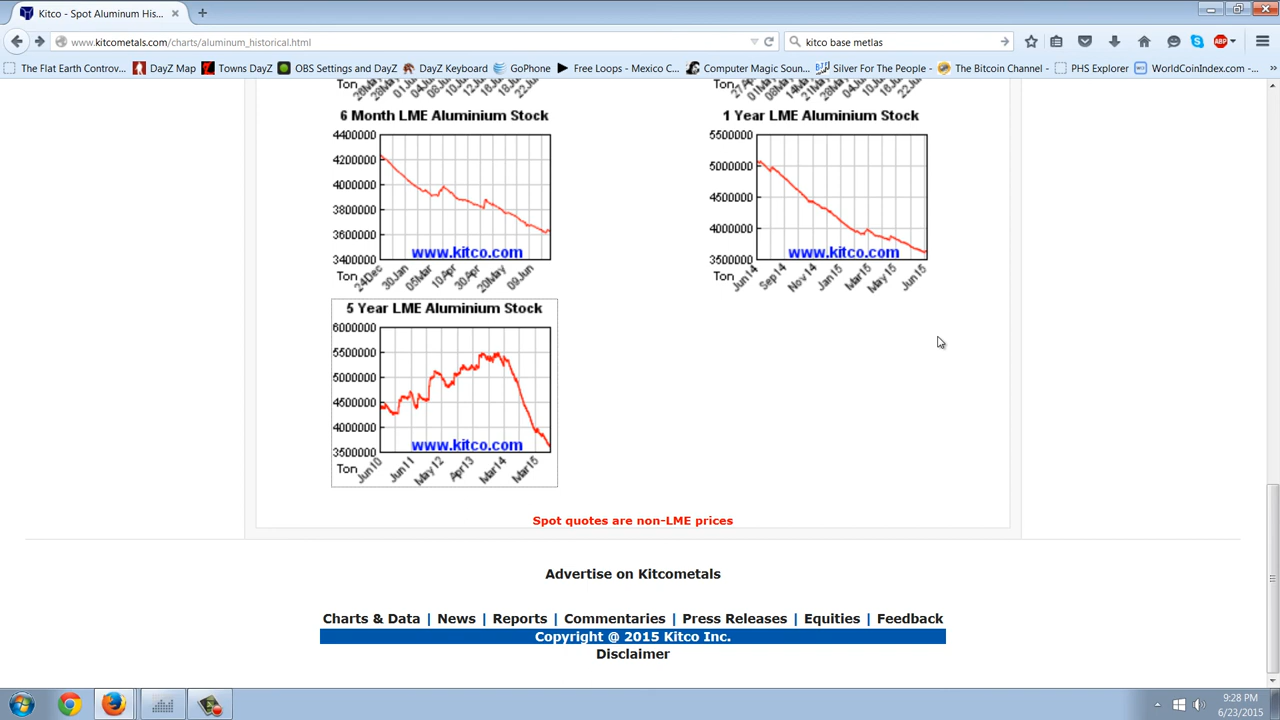 Kitco - Spot Aluminum His...
www.kitcometals.com/charts/aluminum_historical.html
kitco base metlas
ABP
The Flat Earth Controv...
DayZ Map
Towns DayZ
OBS Settings and DayZ
DayZ Keyboard
GoPhone
Free Loops - Mexico C...
Computer Magic Soun...
Silver For The People - ...
The Bitcoin Channel - ...
PHS Explorer
WorldCoinIndex.com -...
Ton
Ton
6 Month LME Aluminium Stock
4400000
4200000
4000000
3800000
3600000
3400000
www.kitco.com
Ton
24Dec
30Jan
05Mar
10Apr
30Apr
20May
09Jun
1 Year LME Aluminium Stock
5500000
5000000
4500000
4000000
3500000
www.kitco.com
Ton
Jun14
Sep14
Nov14
Jan15
Mar15
May15
Jun15
5 Year LME Aluminium Stock
6000000
5500000
5000000
4500000
4000000
3500000
www.kitco.com
Ton
Jun10
Jun11
May12
Apr13
Mar14
Mar15
Spot quotes are non-LME prices
Advertise on Kitcometals
Charts & Data | News | Reports | Commentaries | Press Releases | Equities | Feedback
Copyright @ 2015 Kitco Inc.
Disclaimer
9:28 PM
6/23/2015